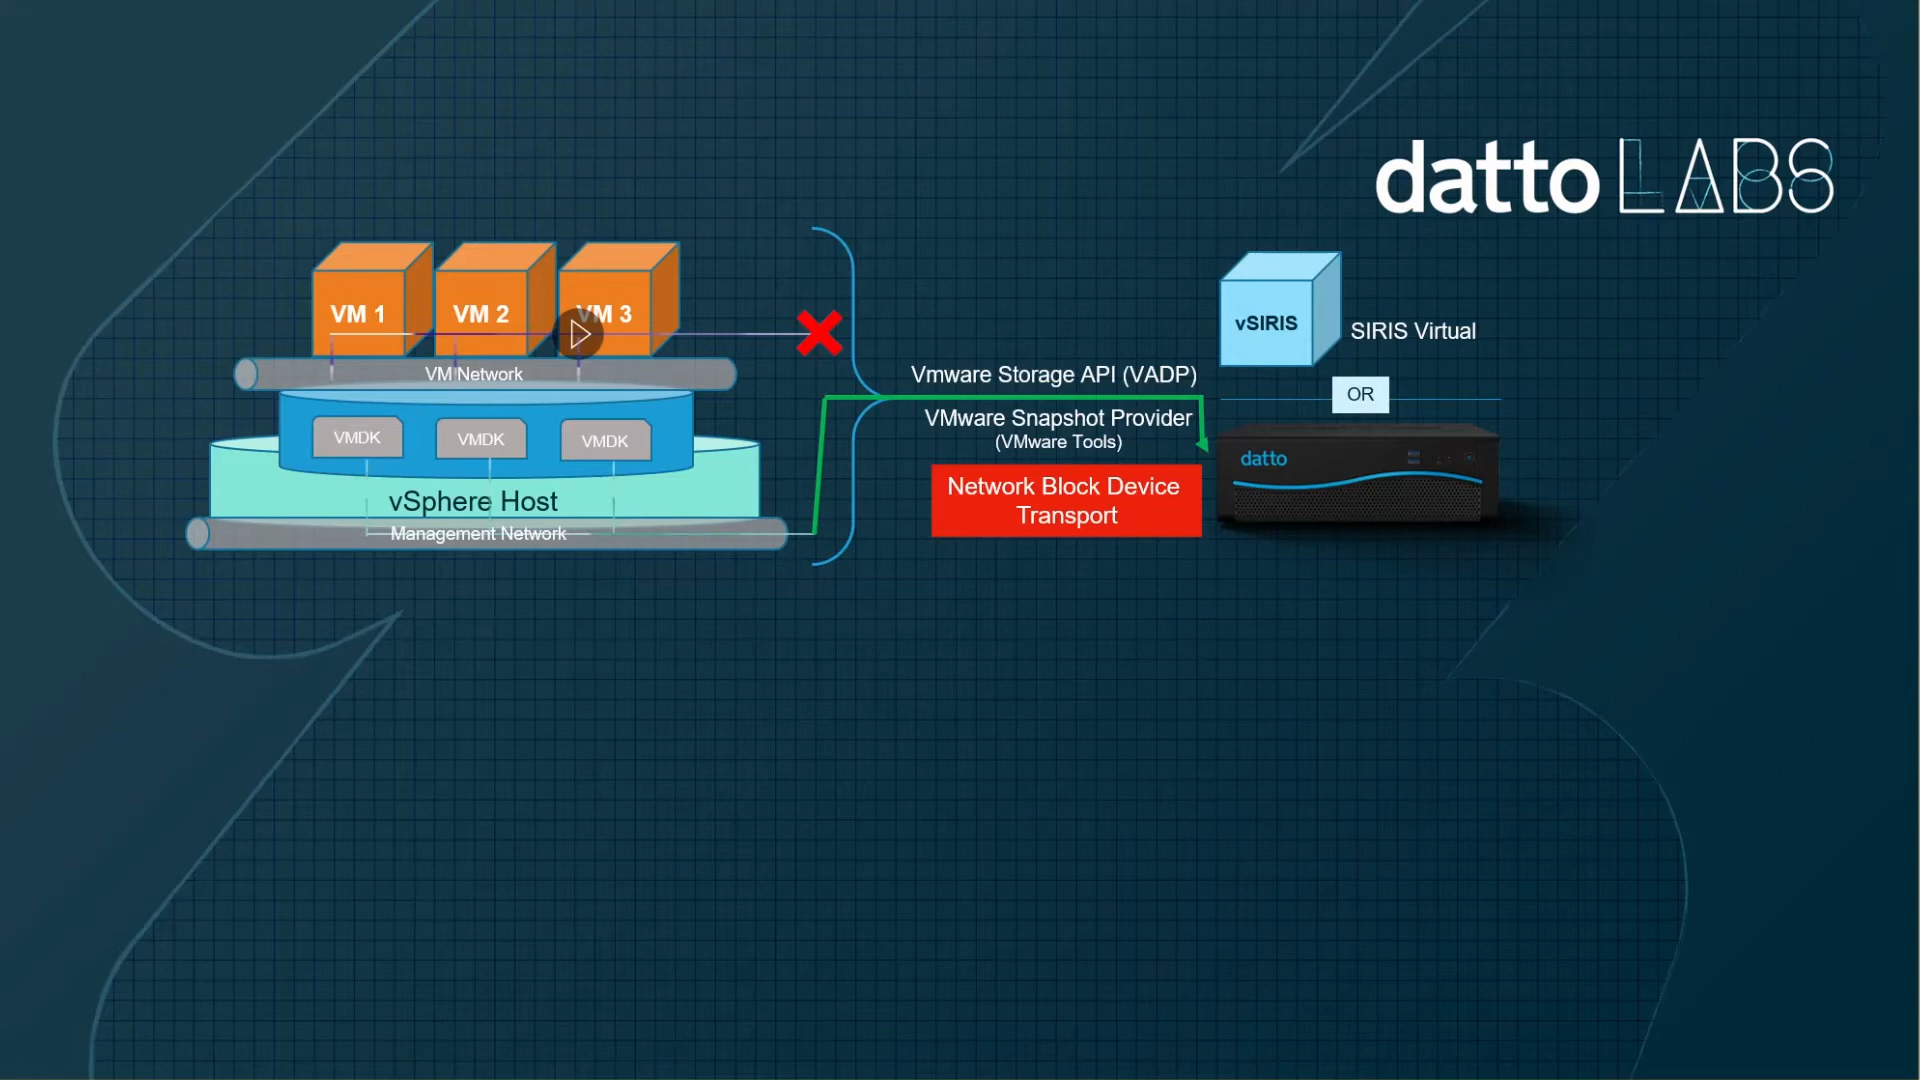 datto LABS
VM 1
VM 2
VM 3
VM Network
VMDK
VMDK
VMDK
vSphere Host
Management Network
Vmware Storage API (VADP)
VMware Snapshot Provider
(VMware Tools)
Network Block Device
Transport
vSIRIS
SIRIS Virtual
OR
datto